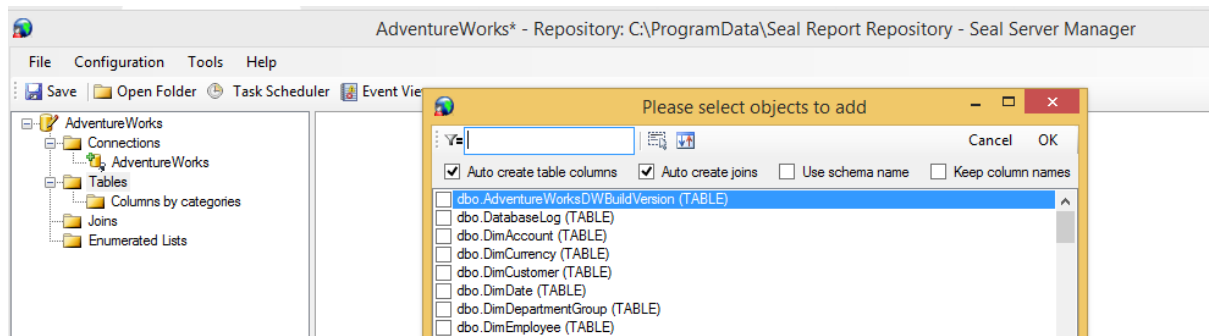 AdventureWorks* - Repository: C:\ProgramData\Seal Report Repository - Seal Server Manager
File Configuration Tools Help
Save Open Folder Task Scheduler Event Vie
Please select objects to add
AdventureWorks
Connections
AdventureWorks
Tables
Columns by categories
Joins
Enumerated Lists
Cancel OK
Auto create table columns Auto create joins Use schema name Keep column names
dbo.AdventureWorksDWBuildVersion (TABLE)
dbo.DatabaseLog (TABLE)
dbo.DimAccount (TABLE)
dbo.DimCurrency (TABLE)
dbo.DimCustomer (TABLE)
dbo.DimDate (TABLE)
dbo.DimDepartmentGroup (TABLE)
dbo.DimEmployee (TABLE)